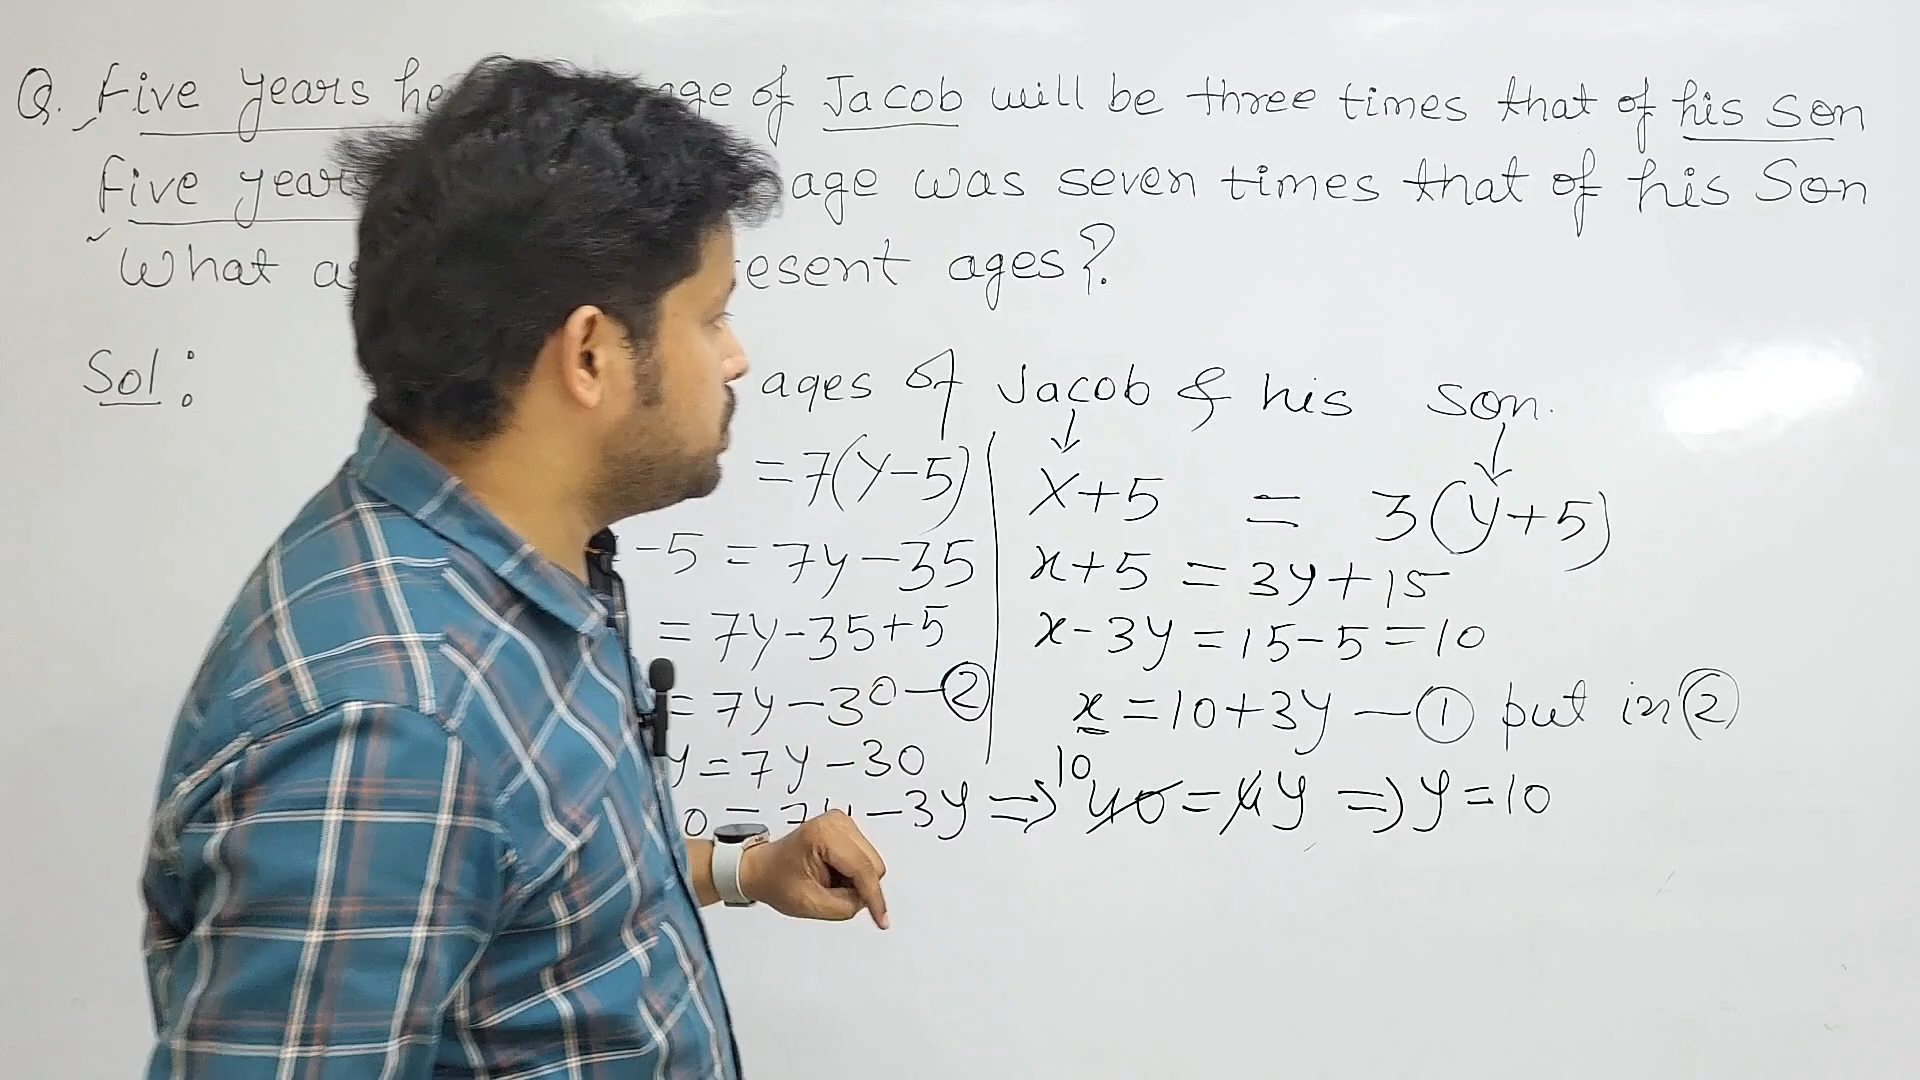 Q. Five years he age of Jacob will be three times that of his son
five years age was seven times that of his Son
What a esent ages?
Sol: ages of Jacob & his son.
=7(y-5) x+5 = 3(y+5)
-5 = 7y-35 x+5 = 3y+15
= 7y-35+5 x-3y = 15-5 = 10
= 7y-30-② x = 10+3y -① put in ②
y = 7y-30
0 = 7y-3y => 10 40 = 4y => y = 10